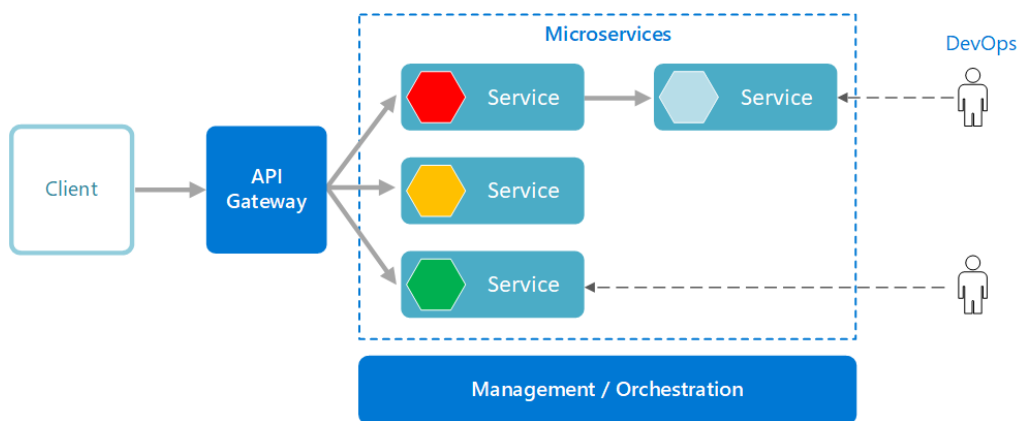 Microservices
DevOps
Service
Service
Client
API
Gateway
Service
Service
Management / Orchestration